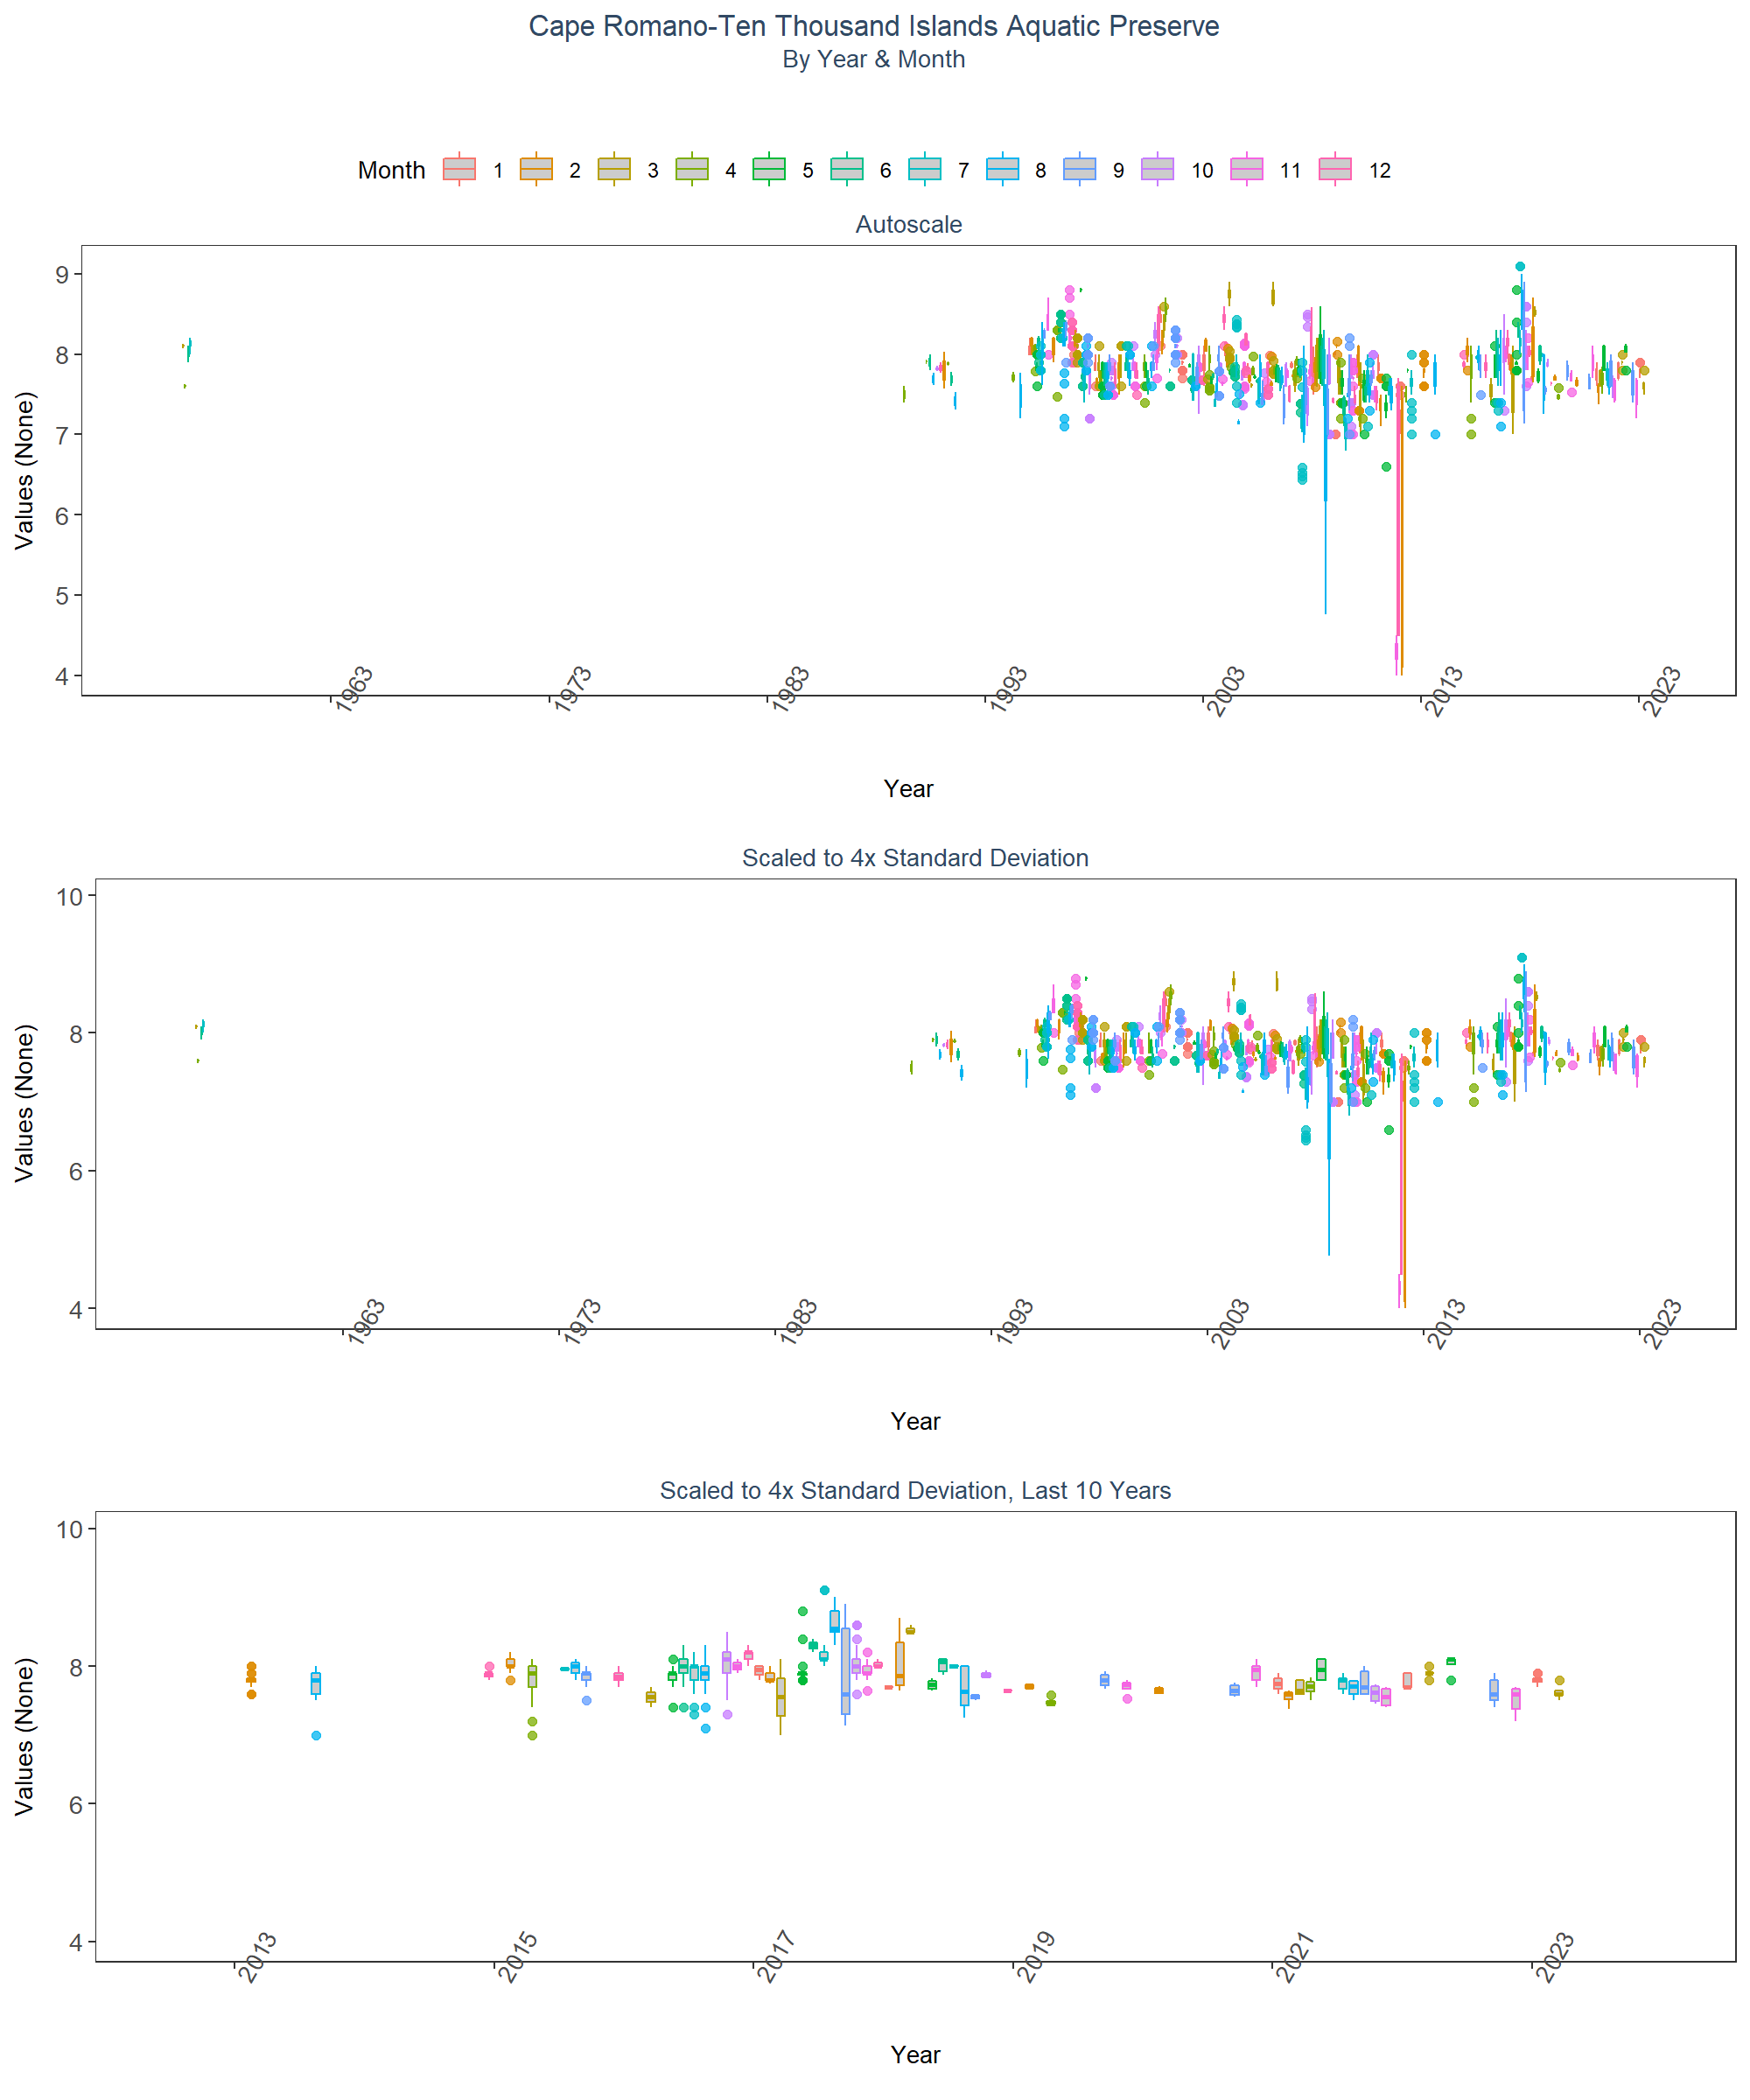 Cape Romano-Ten Thousand Islands Aquatic Preserve
By Year & Month
Month 1 2 3 4 5 6 7 8 9 10 11 12
Autoscale
Values (None)
9
8
7
6
5
4
1963 1973 1983 1993 2003 2013 2023
Year
Scaled to 4x Standard Deviation
Values (None)
10
8
6
4
1963 1973 1983 1993 2003 2013 2023
Year
Scaled to 4x Standard Deviation, Last 10 Years
Values (None)
10
8
6
4
2013 2015 2017 2019 2021 2023
Year